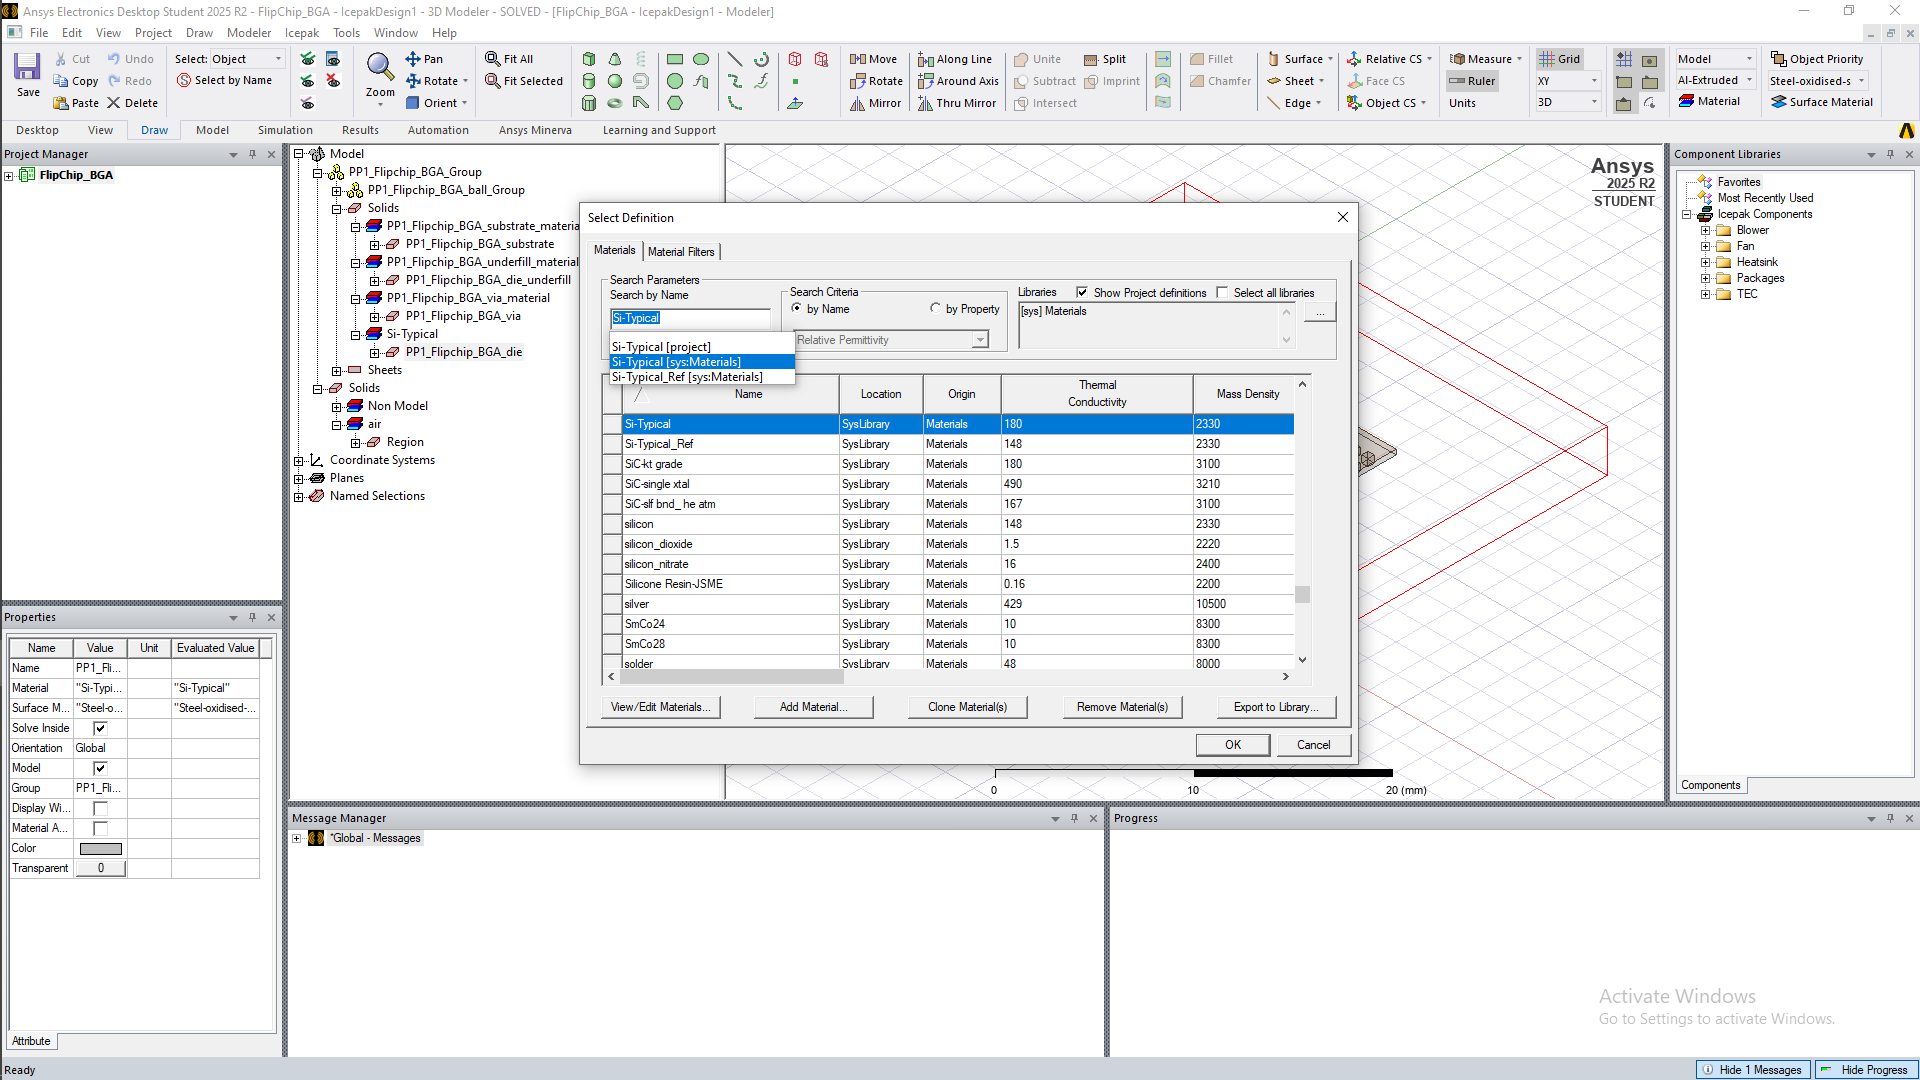 Ansys Electronics Desktop Student 2025 R2 - FlipChip_BGA - IcepakDesign1 - 3D Modeler - SOLVED - [FlipChip_BGA - IcepakDesign1 - Modeler]
File Edit View Project Draw Modeler Icepak Tools Window Help
Save
Cut Undo
Copy Redo
Paste Delete
Select: Object
Select by Name
Zoom
Pan
Rotate
Orient
Fit All
Fit Selected
Move Along Line Unite Split
Rotate Around Axis Subtract Imprint
Mirror Thru Mirror Intersect
Fillet
Chamfer
Surface
Sheet
Edge
Relative CS
Face CS
Object CS
Measure
Ruler
Units
Grid
XY
3D
Model
Al-Extruded
Material
Object Priority
Steel-oxidised-s
Surface Material
Desktop View Draw Model Simulation Results Automation Ansys Minerva Learning and Support
Project Manager
FlipChip_BGA
Model
PP1_Flipchip_BGA_Group
PP1_Flipchip_BGA_ball_Group
Solids
PP1_Flipchip_BGA_substrate_materia
PP1_Flipchip_BGA_substrate
PP1_Flipchip_BGA_underfill_material
PP1_Flipchip_BGA_die_underfill
PP1_Flipchip_BGA_via_material
PP1_Flipchip_BGA_via
Si-Typical
PP1_Flipchip_BGA_die
Sheets
Solids
Non Model
air
Region
Coordinate Systems
Planes
Named Selections
Ansys
2025 R2
STUDENT
0 10 20 (mm)
Select Definition
Materials Material Filters
Search Parameters
Search by Name
Si-Typical
Si-Typical [project]
Si-Typical [sys:Materials]
Si-Typical_Ref [sys:Materials]
Search Criteria
by Name by Property
Relative Permittivity
Libraries Show Project definitions Select all libraries
[sys] Materials
...
Name Location Origin Thermal Conductivity Mass Density
Si-Typical SysLibrary Materials 180 2330
Si-Typical_Ref SysLibrary Materials 148 2330
SiC-kt grade SysLibrary Materials 180 3100
SiC-single xtal SysLibrary Materials 490 3210
SiC-slf bnd_ he atm SysLibrary Materials 167 3100
silicon SysLibrary Materials 148 2330
silicon_dioxide SysLibrary Materials 1.5 2220
silicon_nitrate SysLibrary Materials 16 2400
Silicone Resin-JSME SysLibrary Materials 0.16 2200
silver SysLibrary Materials 429 10500
SmCo24 SysLibrary Materials 10 8300
SmCo28 SysLibrary Materials 10 8300
solder SysLibrary Materials 48 8000
View/Edit Materials... Add Material... Clone Material(s) Remove Material(s) Export to Library...
OK Cancel
Component Libraries
Favorites
Most Recently Used
Icepak Components
Blower
Fan
Heatsink
Packages
TEC
Components
Properties
Name Value Unit Evaluated Value
Name PP1_Fli...
Material "Si-Typi... "Si-Typical"
Surface M... "Steel-o... "Steel-oxidised-...
Solve Inside
Orientation Global
Model
Group PP1_Fli...
Display Wi...
Material A...
Color
Transparent 0
Attribute
Message Manager
*Global - Messages
Progress
Activate Windows
Go to Settings to activate Windows.
Ready
Hide 1 Messages Hide Progress